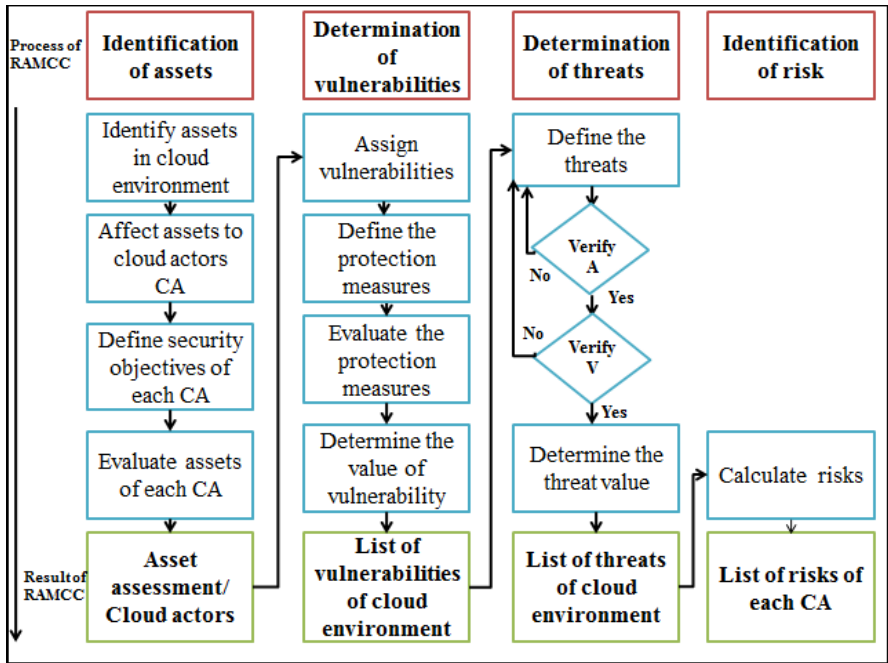 Process of
RAMCC
Identification
of assets
Determination
of
vulnerabilities
Determination
of threats
Identification
of risk
Identify assets
in cloud
environment
Affect assets to
cloud actors
CA
Define security
objectives of
each CA
Evaluate assets
of each CA
Asset
assessment/
Cloud actors
Assign
vulnerabilities
Define the
protection
measures
Evaluate the
protection
measures
Determine the
value of
vulnerability
List of
vulnerabilities
of cloud
environment
Define the
threats
Verify
A
No
Yes
No
Verify
V
Yes
Determine the
threat value
List of threats
of cloud
environment
Calculate risks
List of risks of
each CA
Result of
RAMCC